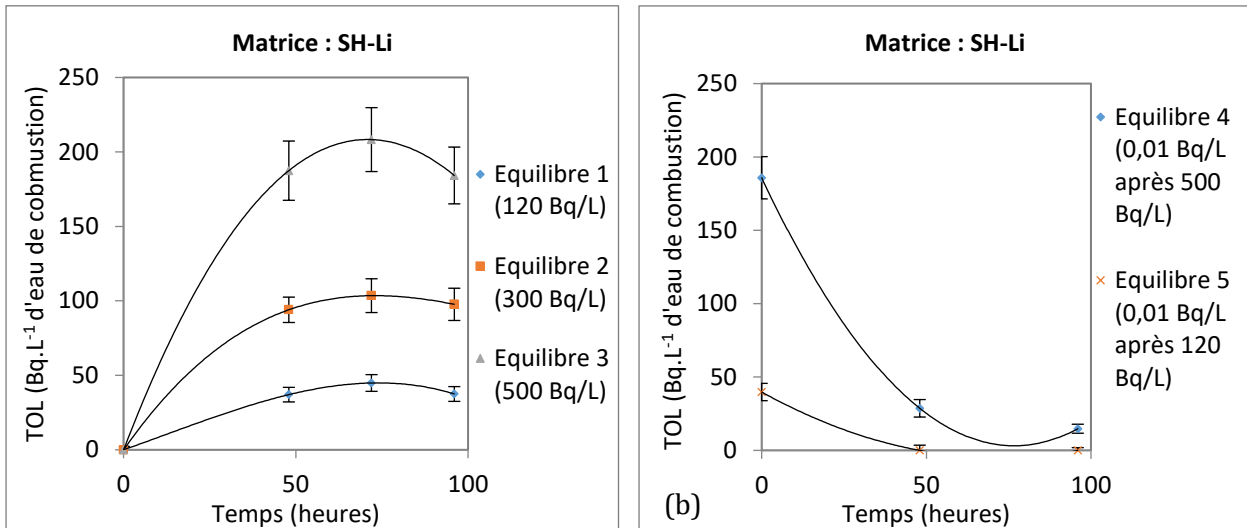 Matrice : SH-Li
250
200
150
100
50
0
0
50
100
TOL (Bq.L-1 d'eau de cobmustion)
Temps (heures)
Equilibre 1
(120 Bq/L)
Equilibre 2
(300 Bq/L)
Equilibre 3
(500 Bq/L)
Matrice : SH-Li
250
200
150
100
50
0
0
50
100
TOL (Bq.L-1 d'eau de combustion)
(b)
Temps (heures)
Equilibre 4
(0,01 Bq/L
après 500
Bq/L)
Equilibre 5
(0,01 Bq/L
après 120
Bq/L)